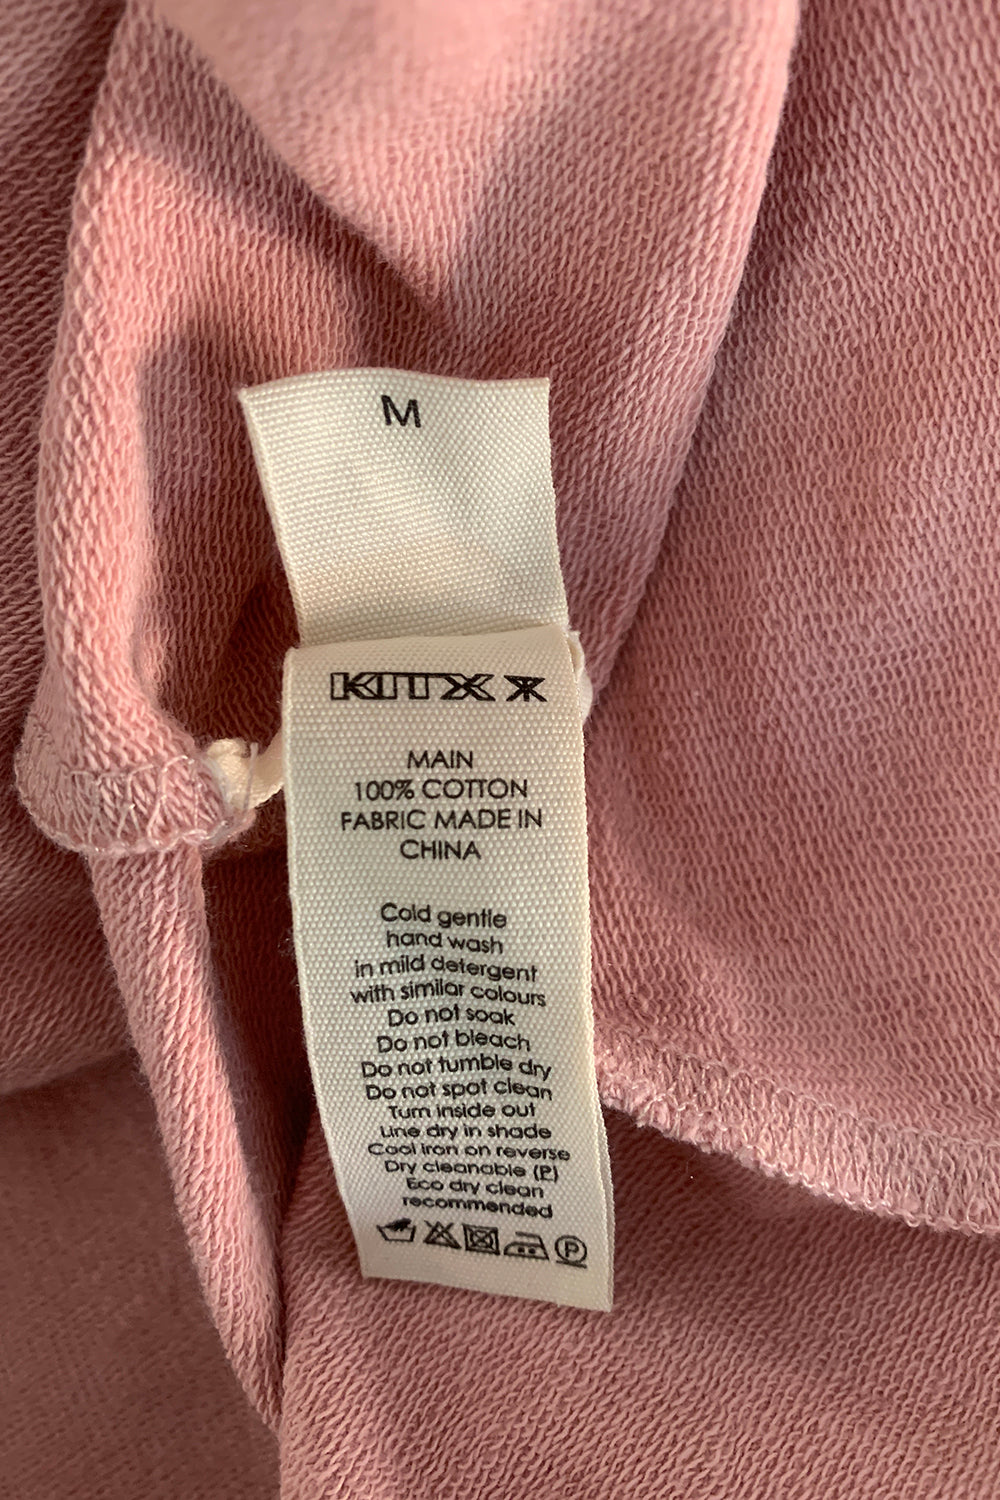 M
KITX
MAIN
100% COTTON
FABRIC MADE IN
CHINA
Cold gentle
hand wash
in mild detergent
with similar colours
Do not soak
Do not bleach
Do not tumble dry
Do not spot clean
Turn inside out
Line dry in shade
Cool iron on reverse
Dry cleanable (P)
Eco dry clean
recommended
P